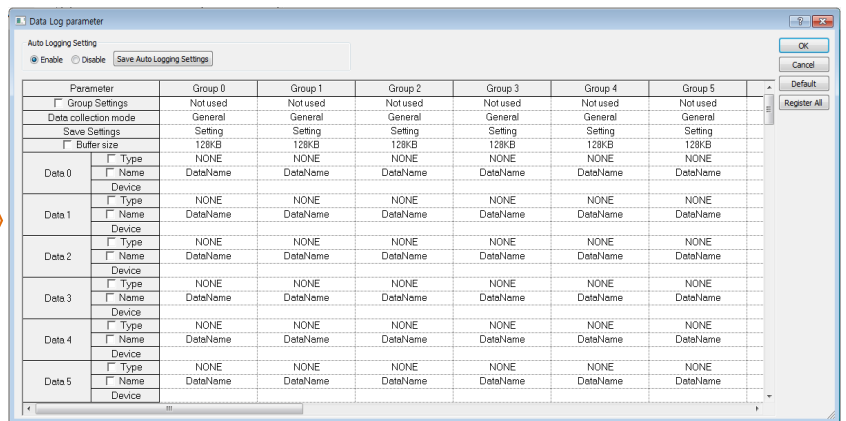 Data Log parameter
Auto Logging Setting
Enable Disable Save Auto Logging Settings
OK
Cancel
Default
Register All
Parameter Group 0 Group 1 Group 2 Group 3 Group 4 Group 5
Group Settings Not used Not used Not used Not used Not used Not used
Data collection mode General General General General General General
Save Settings Setting Setting Setting Setting Setting Setting
Buffer size 128KB 128KB 128KB 128KB 128KB 128KB
Data 0 Type NONE NONE NONE NONE NONE NONE
Name DataName DataName DataName DataName DataName DataName
Device
Data 1 Type NONE NONE NONE NONE NONE NONE
Name DataName DataName DataName DataName DataName DataName
Device
Data 2 Type NONE NONE NONE NONE NONE NONE
Name DataName DataName DataName DataName DataName DataName
Device
Data 3 Type NONE NONE NONE NONE NONE NONE
Name DataName DataName DataName DataName DataName DataName
Device
Data 4 Type NONE NONE NONE NONE NONE NONE
Name DataName DataName DataName DataName DataName DataName
Device
Data 5 Type NONE NONE NONE NONE NONE NONE
Name DataName DataName DataName DataName DataName DataName
Device